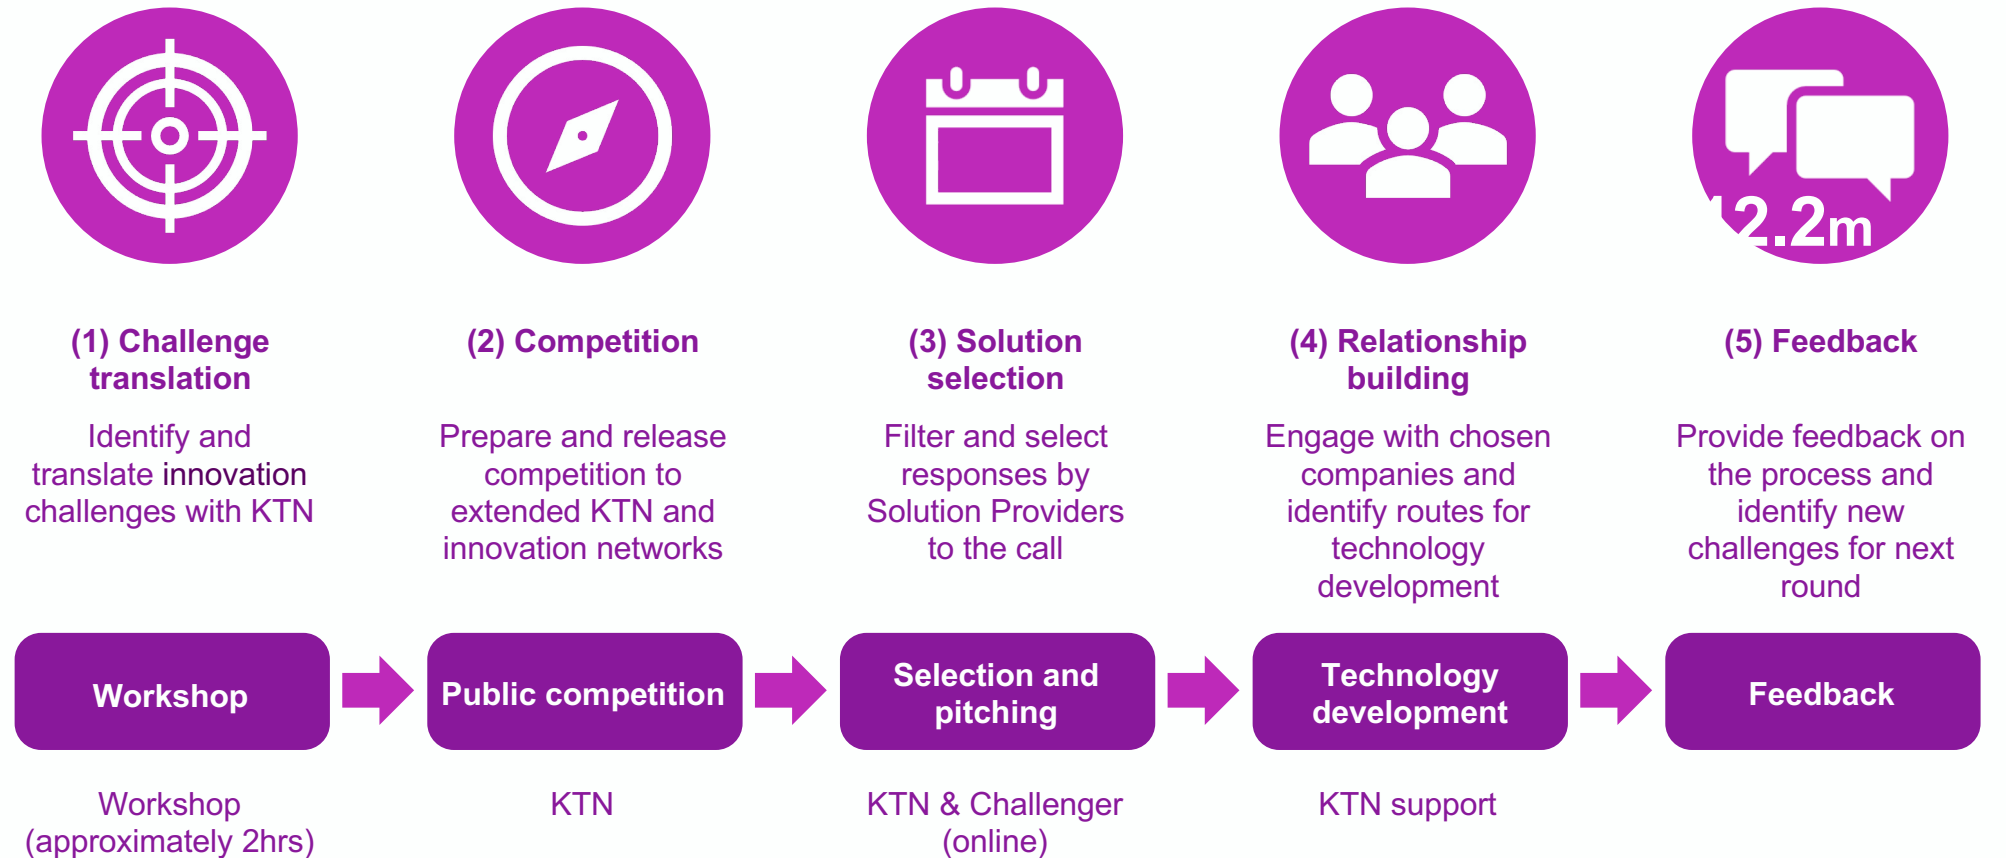 12.2m
(1) Challenge
translation
Identify and
translate innovation
challenges with KTN
Workshop
Workshop
(approximately 2hrs)
(2) Competition
Prepare and release
competition to
extended KTN and
innovation networks
Public competition
KTN
(3) Solution
selection
Filter and select
responses by
Solution Providers
to the call
Selection and
pitching
KTN & Challenger
(online)
(4) Relationship
building
Engage with chosen
companies and
identify routes for
technology
development
Technology
development
KTN support
(5) Feedback
Provide feedback on
the process and
identify new
challenges for next
round
Feedback